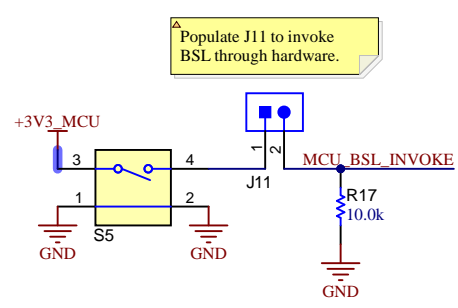 Populate J11 to invoke
BSL through hardware.
+3V3_MCU
3
4
1
2
MCU_BSL_INVOKE
J11
1
2
S5
R17
10.0k
GND
GND
GND